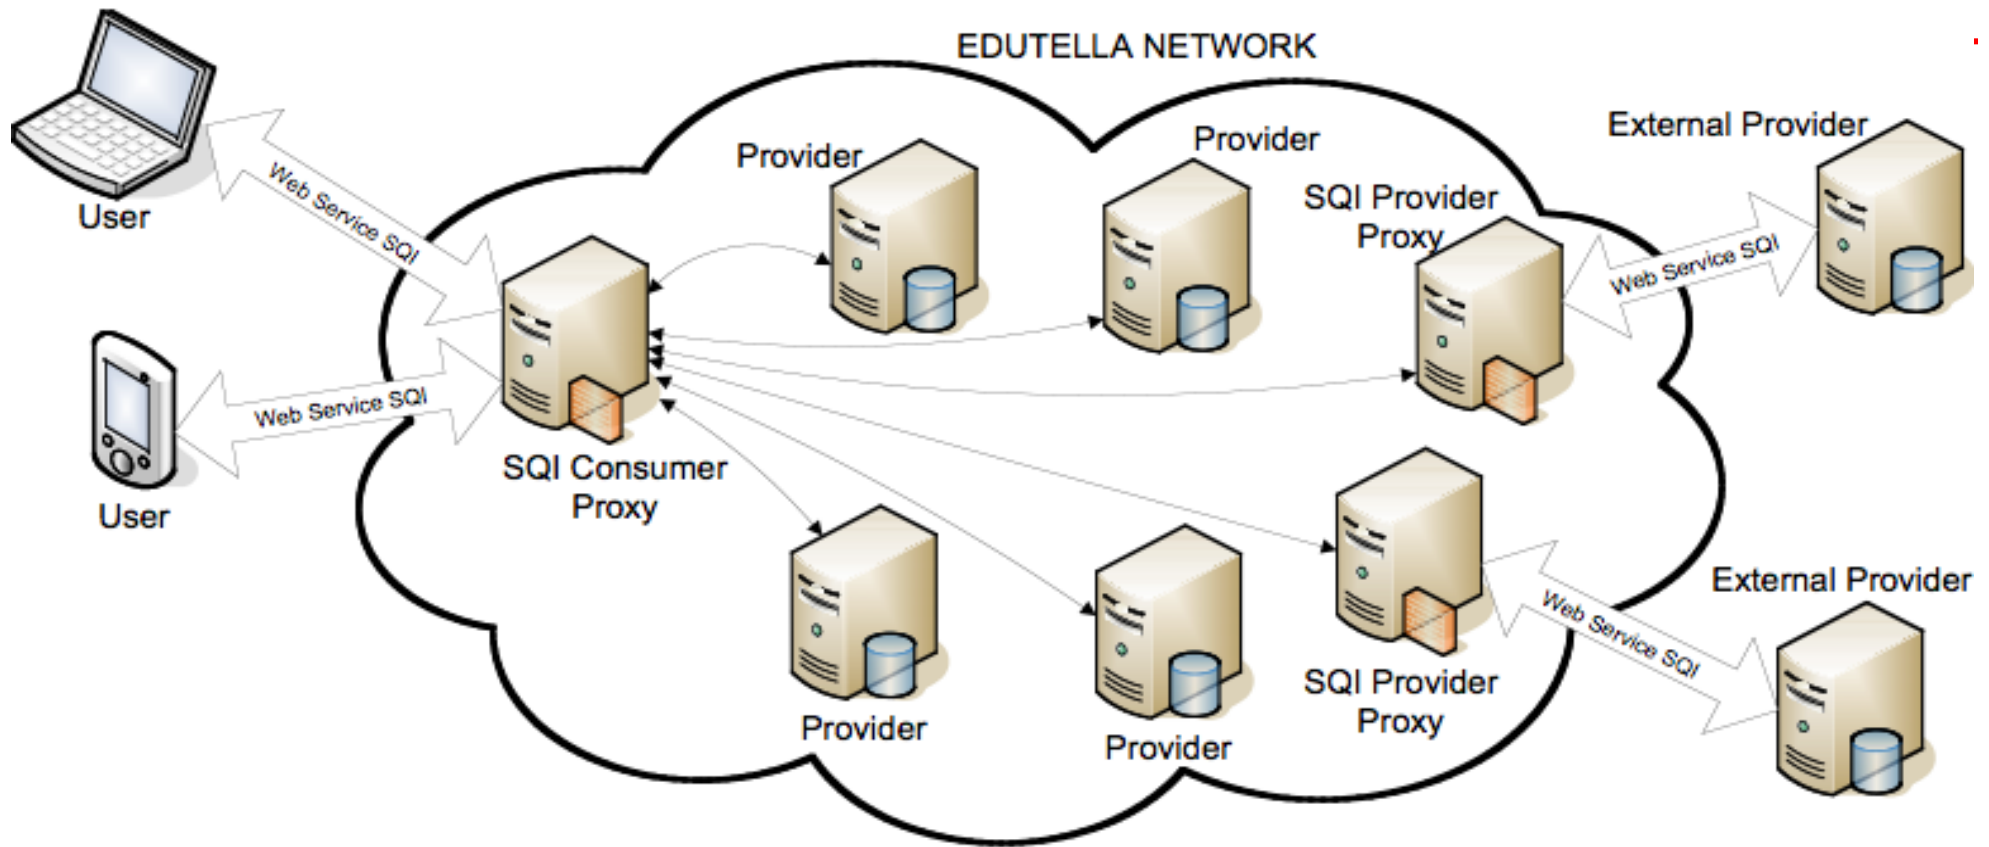 EDUTELLA NETWORK
User
Web Service SQI
Provider
Provider
SQI Provider
Proxy
External Provider
Web Service SQI
User
Web Service SQI
SQI Consumer
Proxy
Provider
Provider
SQI Provider
Proxy
External Provider
Web Service SQI